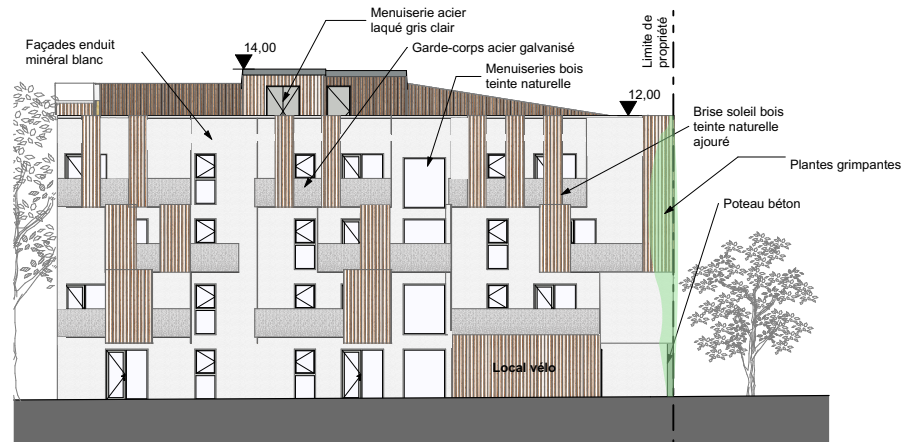 Menuiserie acier
laqué gris clair
Façades enduit
minéral blanc
14,00
Garde-corps acier galvanisé
Menuiseries bois
teinte naturelle
Limite de
propriété
12,00
Brise soleil bois
teinte naturelle
ajouré
Plantes grimpantes
Poteau béton
Local vélo